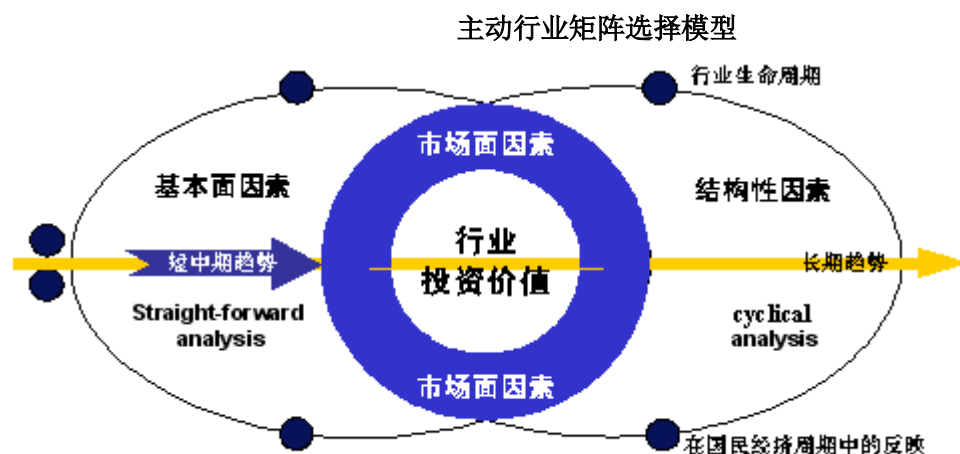 主动行业矩阵选择模型
行业生命周期
市场面因素
基本面因素
结构性因素
行业
投资价值
短中期趋势
长期趋势
Straight-forward
analysis
cyclical
analysis
市场面因素
在国民经济周期中的反映